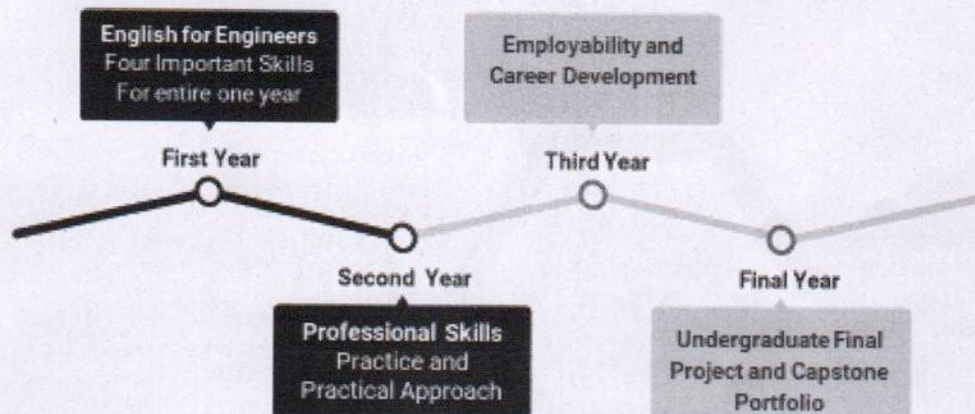 English for Engineers
Four Important Skills
For entire one year
First Year
Second Year
Professional Skills
Practice and
Practical Approach
Employability and
Career Development
Third Year
Final Year
Undergraduate Final
Project and Capstone
Portfolio